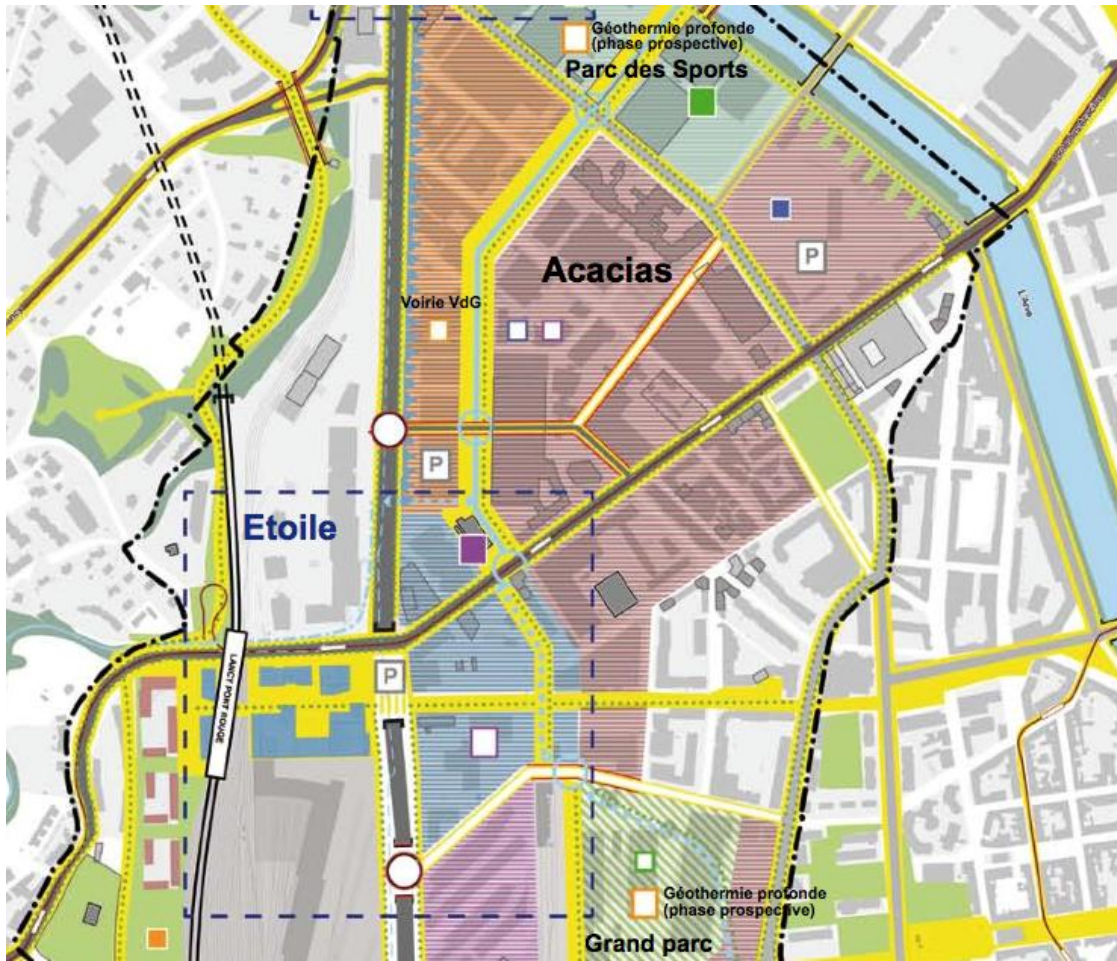 Géothermie profonde
(phase prospective)
Parc des Sports
Acacias
Voirie VdG
P
P
Etoile
L'Arve
LANCY PONT-ROUGE
P
Géothermie profonde
(phase prospective)
Grand parc